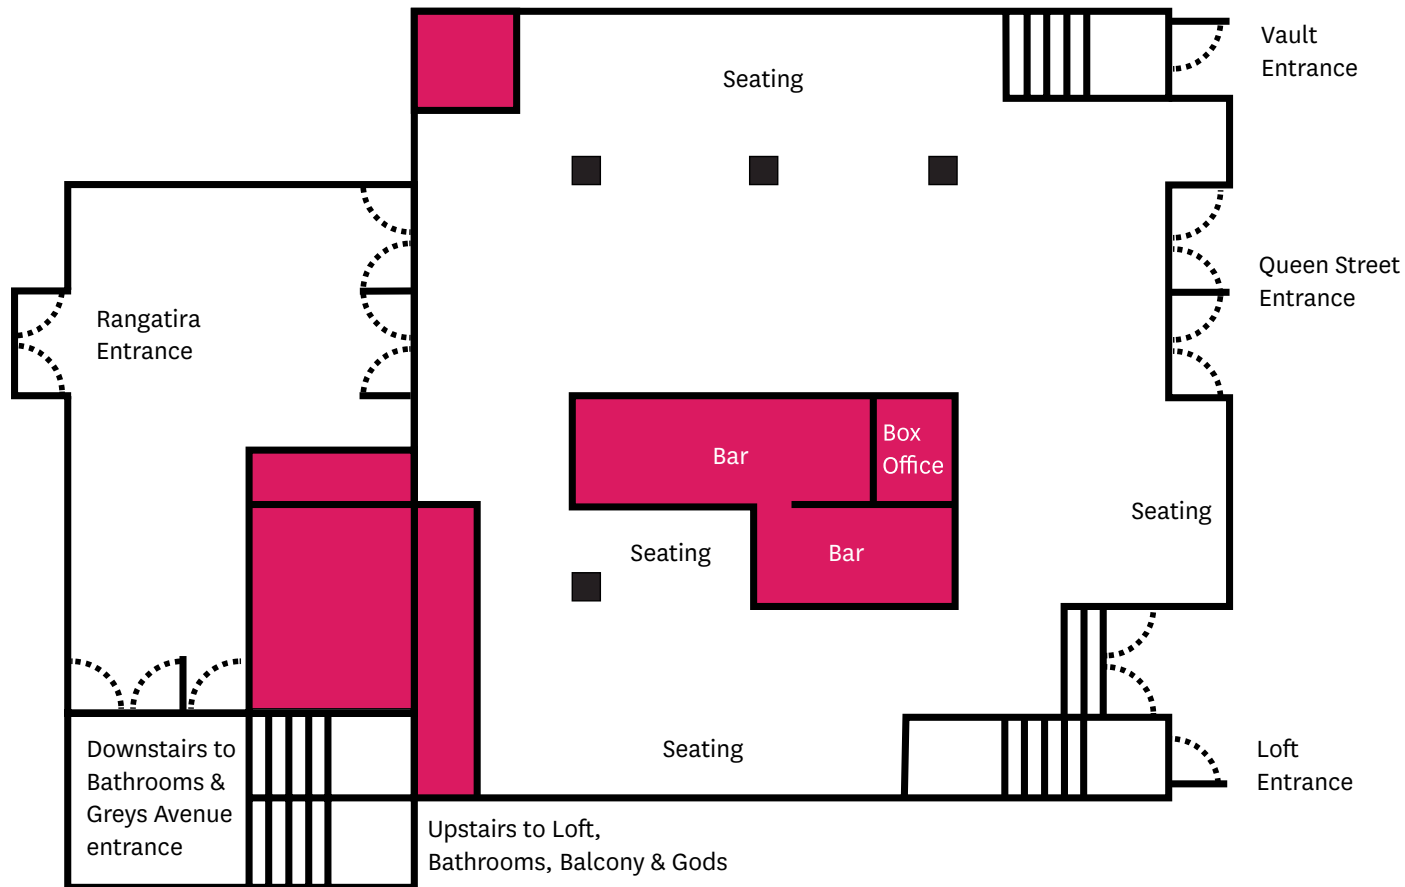 Vault
Entrance
Seating
Queen Street
Entrance
Rangatira
Entrance
Box
Office
Bar
Seating
Seating
Bar
Downstairs to
Bathrooms &
Greys Avenue
entrance
Seating
Loft
Entrance
Upstairs to Loft,
Bathrooms, Balcony & Gods